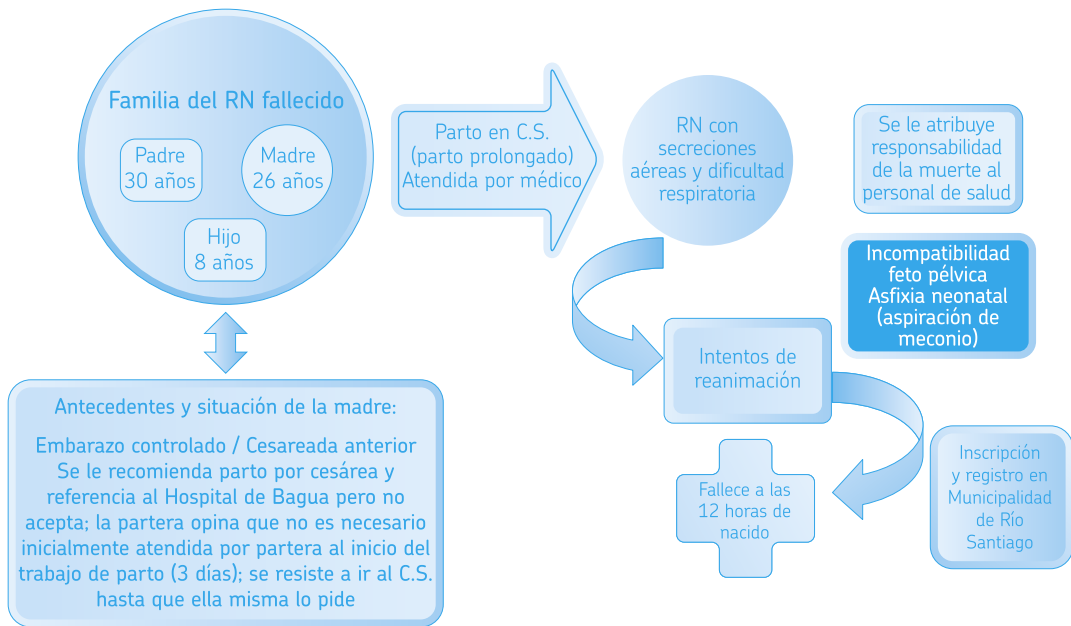 Familia del RN fallecido
Padre
30 años
Madre
26 años
Hijo
8 años
Parto en C.S.
(parto prolongado)
Atendida por médico
RN con
secreciones
aéreas y dificultad
respiratoria
Se le atribuye
responsabilidad
de la muerte al
personal de salud
Incompatibilidad
feto pélvica
Asfixia neonatal
(aspiración de
meconio)
Intentos de
reanimación
Antecedentes y situación de la madre:
Embarazo controlado / Cesareada anterior
Se le recomienda parto por cesárea y
referencia al Hospital de Bagua pero no
acepta; la partera opina que no es necesario
inicialmente atendida por partera al inicio del
trabajo de parto (3 días); se resiste a ir al C.S.
hasta que ella misma lo pide
Fallece a las
12 horas de
nacido
Inscripción
y registro en
Municipalidad
de Río
Santiago